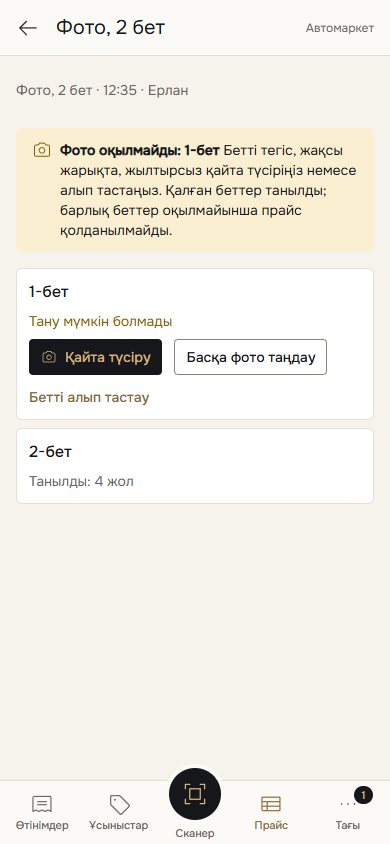 Фото, 2 бет
Автомаркет
Фото, 2 бет · 12:35 · Ерлан
Фото оқылмайды: 1-бет Бетті тегіс, жақсы
жарықта, жылтырсыз қайта түсіріңіз немесе
алып тастаңыз. Қалған беттер танылды;
барлық беттер оқылмайынша прайс
қолданылмайды.
1-бет
Тану мүмкін болмады
Қайта түсіру
Басқа фото таңдау
Бетті алып тастау
2-бет
Танылды: 4 жол
Өтінімдер
Ұсыныстар
Сканер
Прайс
1
Тағы